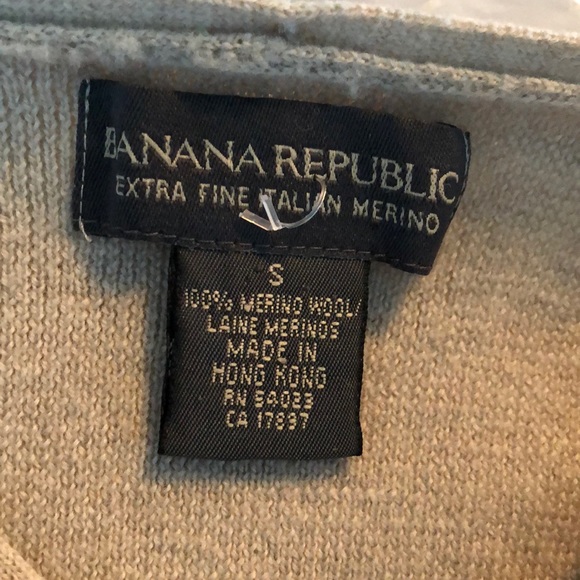 BANANA REPUBLIC
EXTRA FINE ITALIAN MERINO
S
100% MERINO WOOL/
LAINE MERINOS
MADE IN
HONG KONG
RN 54023
CA 17897